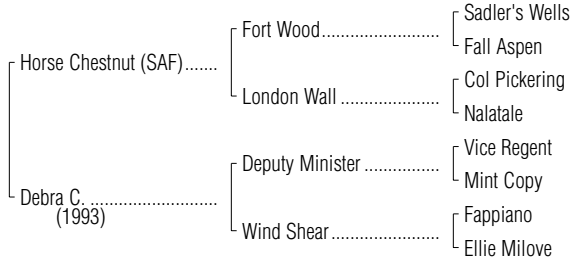 Sadler's Wells
Fort Wood..........................
Fall Aspen
Horse Chestnut (SAF).......
Col Pickering
London Wall ......................
Nalatale
Vice Regent
Deputy Minister .................
Mint Copy
Debra C. ............................
(1993)
Fappiano
Wind Shear........................
Ellie Milove